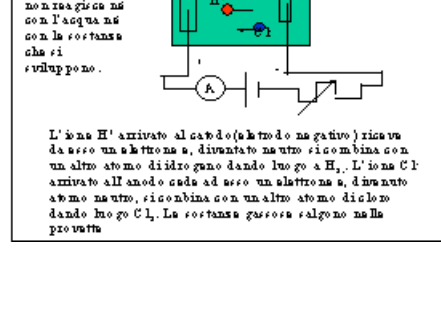 non reagisce né
con l'acqua né
con le sostanze
che si
sviluppono.
H
Cl
A
L'ione H⁺ arrivato al catodo(elettrodo negativo) riceve
da esso un elettrone e, diventato neutro si combina con
un altro atomo di idrogeno dando luogo a H₂. L'ione Cl⁻
arrivato all'anodo cede ad esso un elettrone e, divenuto
atomo neutro, si conbina con un altro atomo di cloro
dando luogo Cl₂. Le sostanze gassose salgono nelle
provette